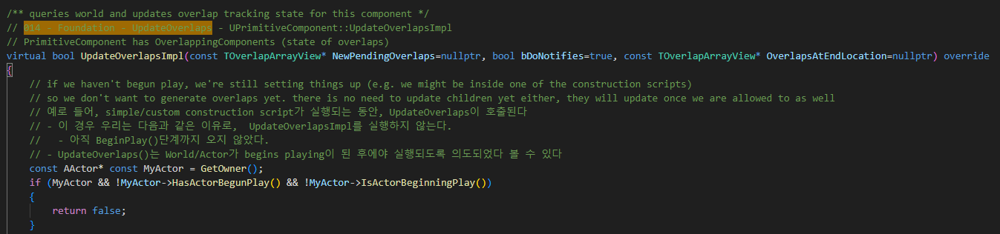 /** queries world and updates overlap tracking state for this component */
// 014 - Foundation - UpdateOverlaps - UPrimitiveComponent::UpdateOverlapsImpl
// PrimitiveComponent has OverlappingComponents (state of overlaps)
virtual bool UpdateOverlapsImpl(const TOverlapArrayView* NewPendingOverlaps=nullptr, bool bDoNotifies=true, const TOverlapArrayView* OverlapsAtEndLocation=nullptr) override
{
    // if we haven't begun play, we're still setting things up (e.g. we might be inside one of the construction scripts)
    // so we don't want to generate overlaps yet. there is no need to update children yet either, they will update once we are allowed to as well
    // 예로 들어, simple/custom construction script가 실행되는 동안, UpdateOverlaps이 호출된다
    // - 이 경우 우리는 다음과 같은 이유로,  UpdateOverlapsImpl를 실행하지 않는다.
    //   - 아직 BeginPlay()단계까지 오지 않았다.
    // - UpdateOverlaps()는 World/Actor가 begins playing이 된 후에야 실행되도록 의도되었다 볼 수 있다
    const AActor* const MyActor = GetOwner();
    if (MyActor && !MyActor->HasActorBegunPlay() && !MyActor->IsActorBeginningPlay())
    {
        return false;
    }